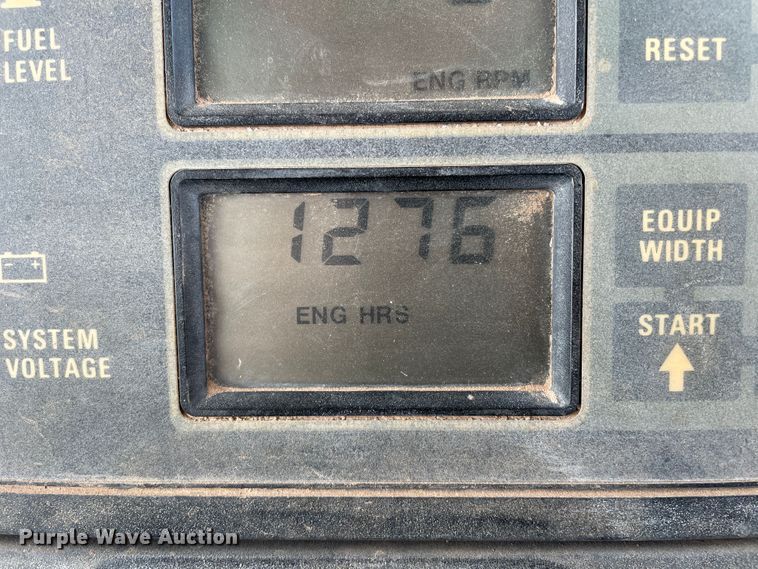 FUEL
LEVEL
ENG RPM
RESET
1276
ENG HRS
EQUIP
WIDTH
START
SYSTEM
VOLTAGE
Purple Wave Auction